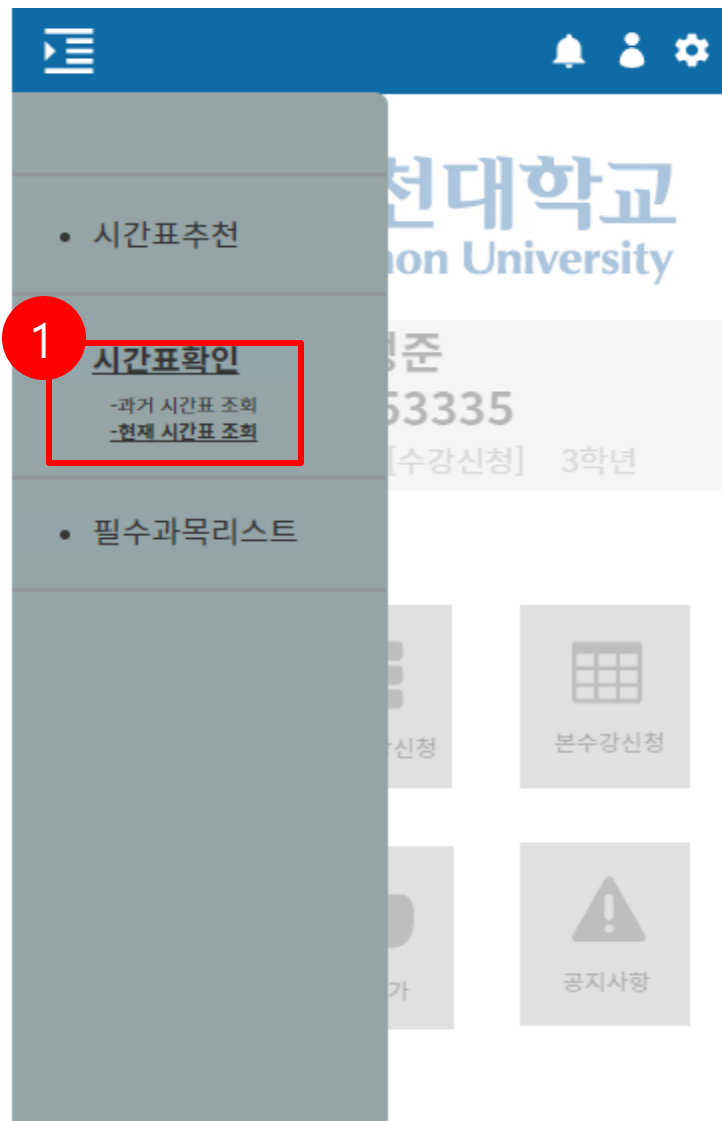 천대학교
non University
시간표추천
1
시간표확인
-과거 시간표 조회
-현재 시간표 조회
준
53335
[수강신청] 3학년
필수과목리스트
신청
본수강신청
가
공지사항